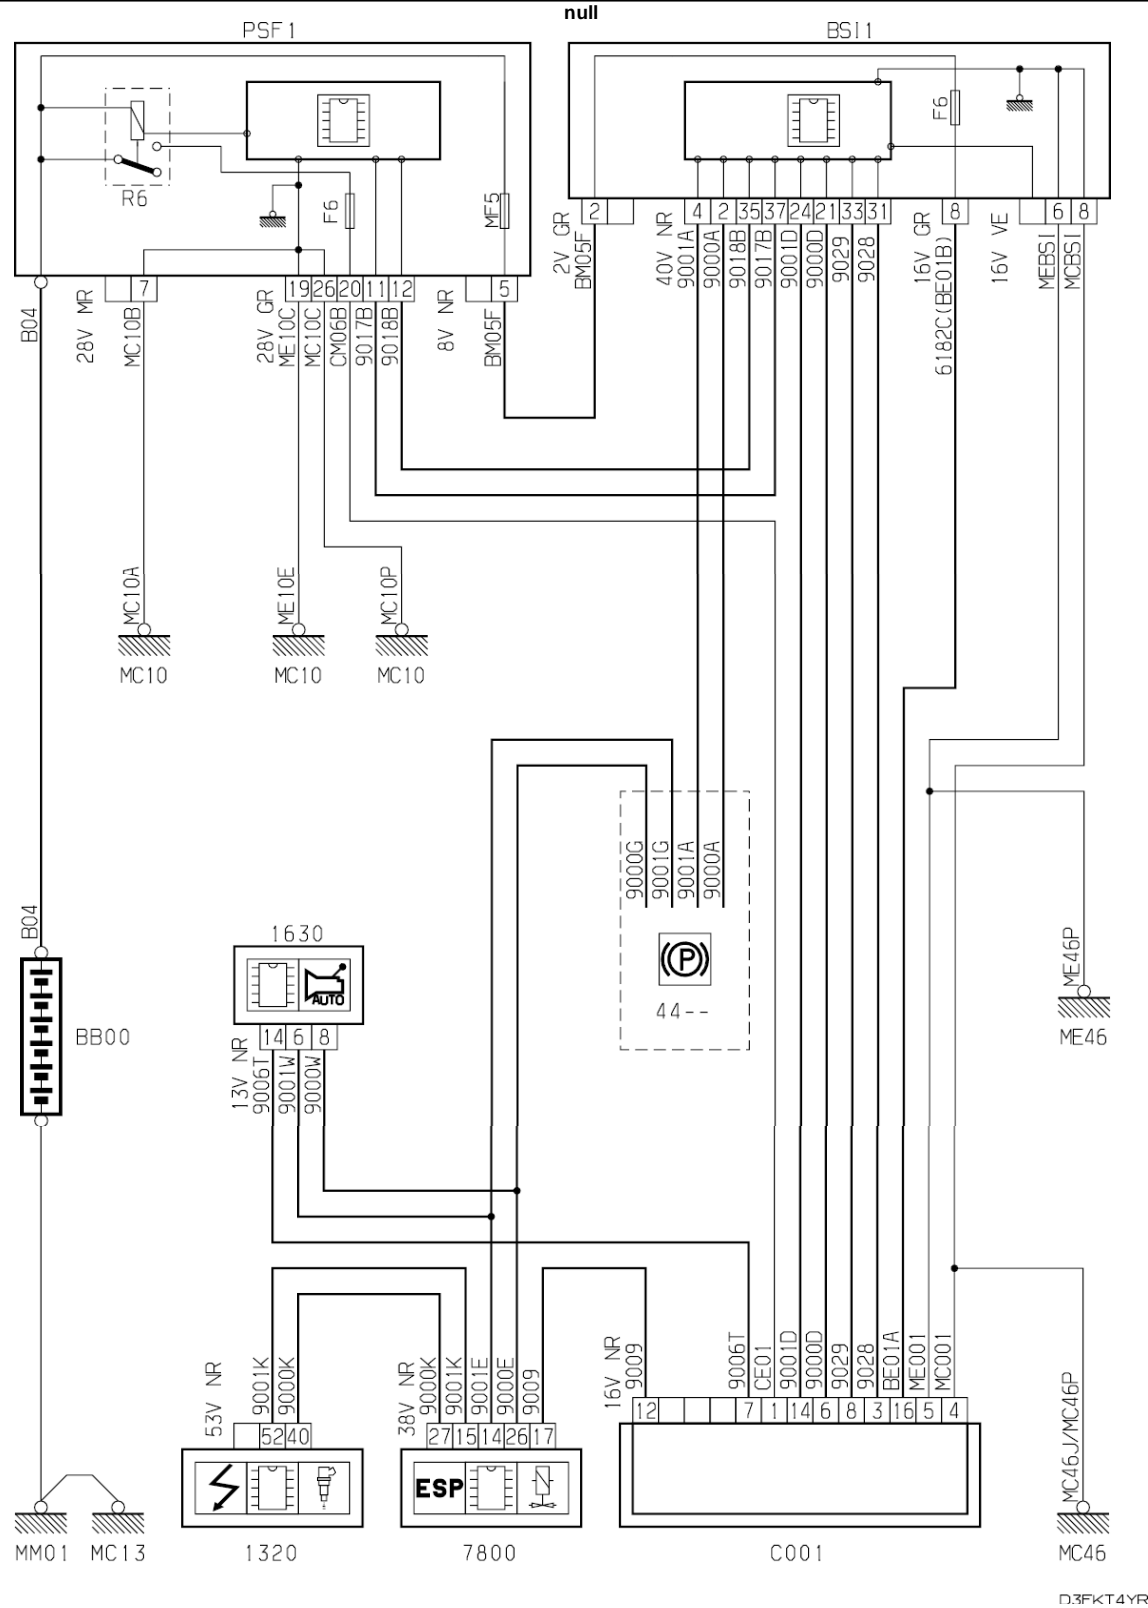 null
PSF1
BSI1
R6
F6
MF5
F6
7
19 26 20 11 12
5
2
4 2 35 37 24 21 33 31
8
6 8
B04
28V MR
MC10B
28V GR
ME10C
MC10C
CM06B
9017B
9018B
8V NR
BM05F
2V GR
BM05F
40V NR
9001A
9000A
9018B
9017B
9001D
9000D
9029
9028
16V GR
6182C(BE01B)
16V VE
MEBSI
MCBSI
MC10A
ME10E
MC10P
MC10
MC10
MC10
9000G
9001G
9001A
9000A
P
44--
B04
BB00
1630
AUTO
14 6 8
13V NR
9006T
9001W
9000W
ME46P
ME46
53V NR
9001K
9000K
38V NR
9000K
9001K
9001E
9000E
9009
16V NR
9009
9006T
CE01
9001D
9000D
9029
9028
BE01A
ME001
MC001
MC46J/MC46P
52 40
27 15 14 26 17
12
7 1 14 6 8 3 16 5 4
ESP
MM01
MC13
1320
7800
C001
MC46
D3FKT4YR